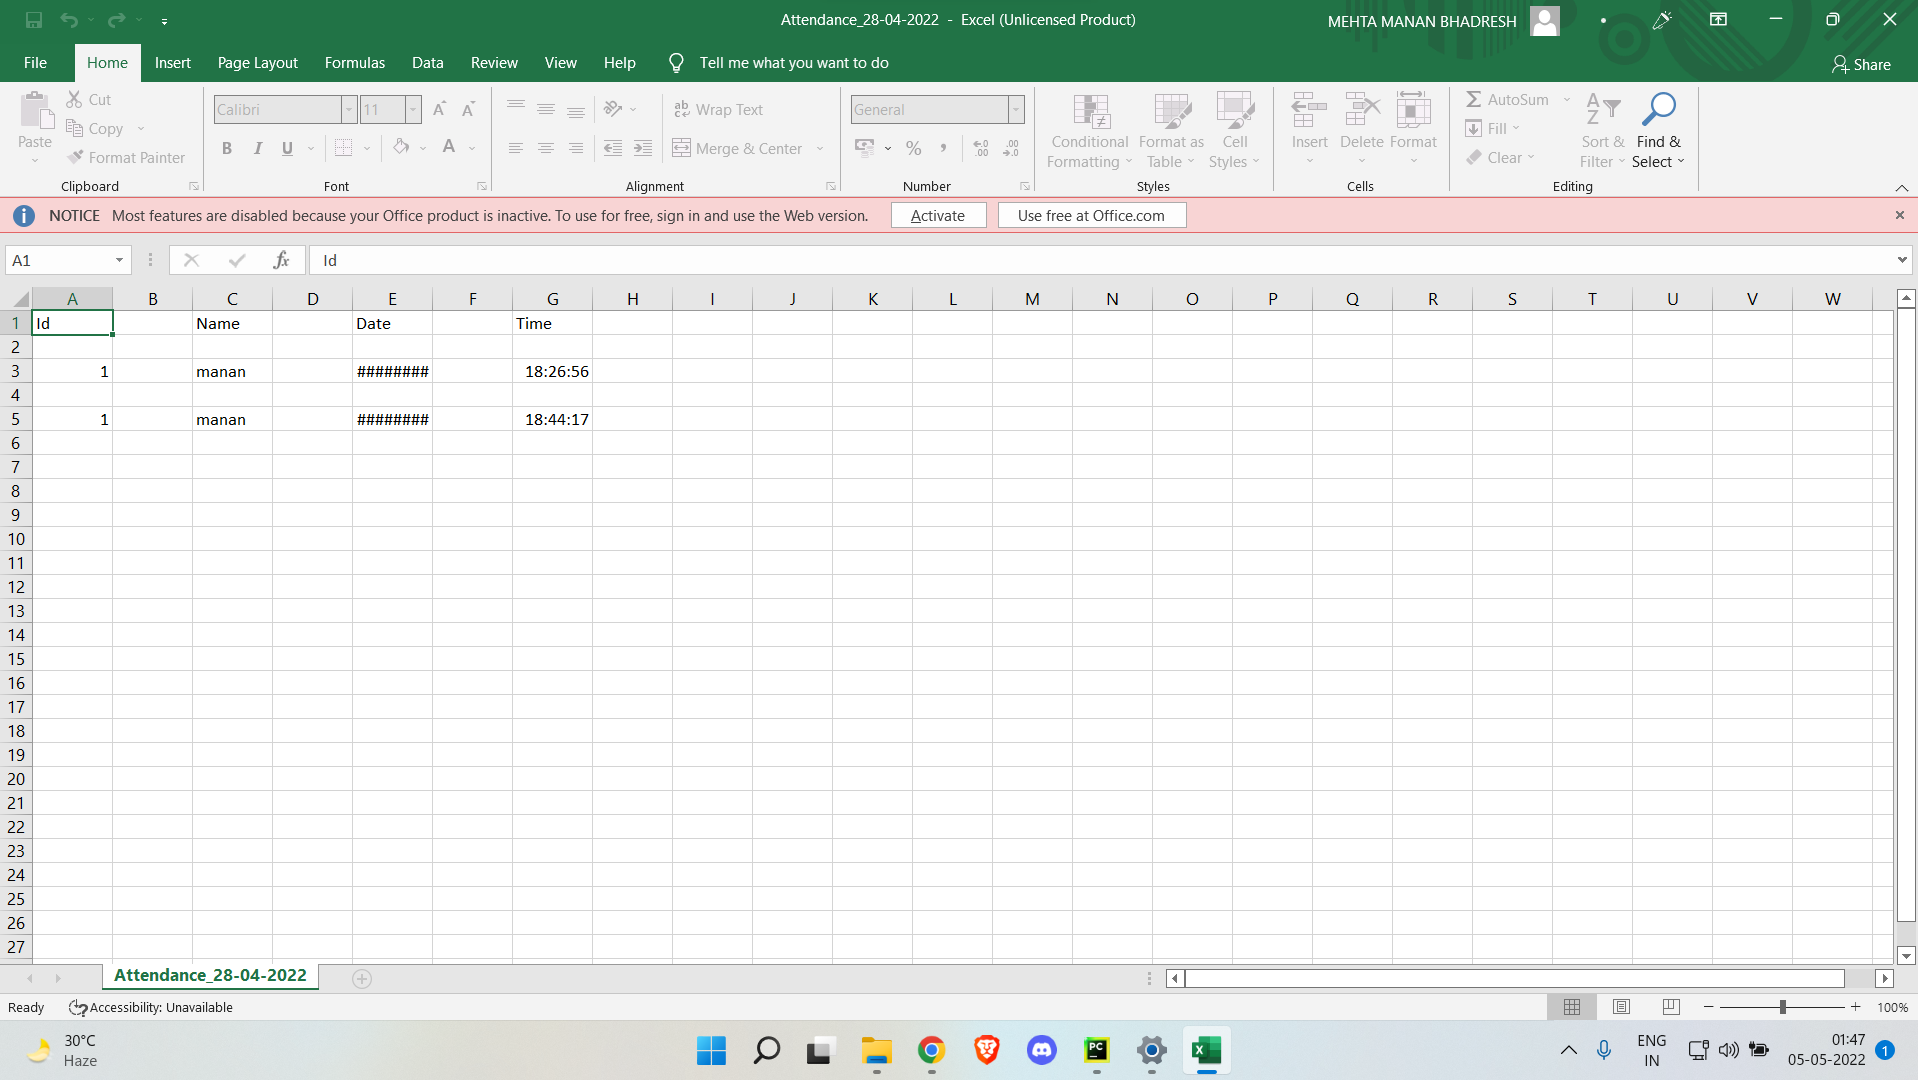 Attendance_28-04-2022 - Excel (Unlicensed Product)
MEHTA MANAN BHADRESH
File Home Insert Page Layout Formulas Data Review View Help Tell me what you want to do Share
Paste Cut Copy Format Painter
Clipboard
Calibri 11
B I U A
Font
Wrap Text
Merge & Center
Alignment
General
%
Number
Conditional Formatting
Format as Table
Cell Styles
Styles
Insert Delete Format
Cells
AutoSum
Fill
Clear
Sort & Filter
Find & Select
Editing
NOTICE Most features are disabled because your Office product is inactive. To use for free, sign in and use the Web version. Activate Use free at Office.com
A1 fx Id
A B C D E F G H I J K L M N O P Q R S T U V W
1 Id Name Date Time
2
3 1 manan ######## 18:26:56
4
5 1 manan ######## 18:44:17
6
7
8
9
10
11
12
13
14
15
16
17
18
19
20
21
22
23
24
25
26
27
Attendance_28-04-2022
Ready Accessibility: Unavailable 100%
30°C
Haze
PC
ENG
IN
01:47
05-05-2022
1